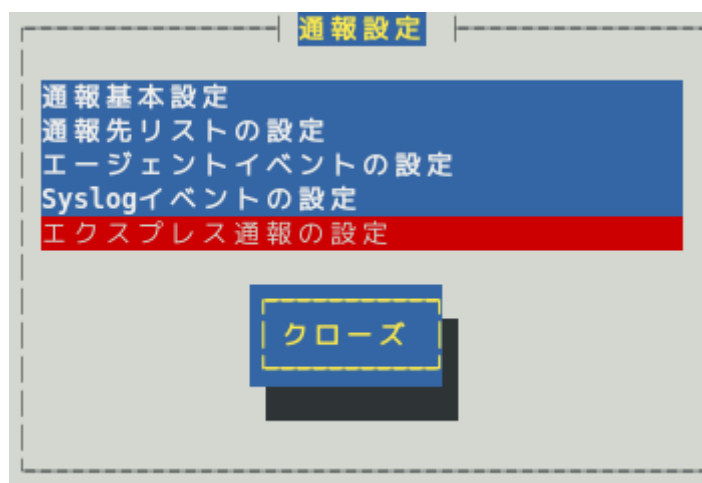 通報設定
通報基本設定
通報先リストの設定
エージェントイベントの設定
Syslogイベントの設定
エクスプレス通報の設定
クローズ